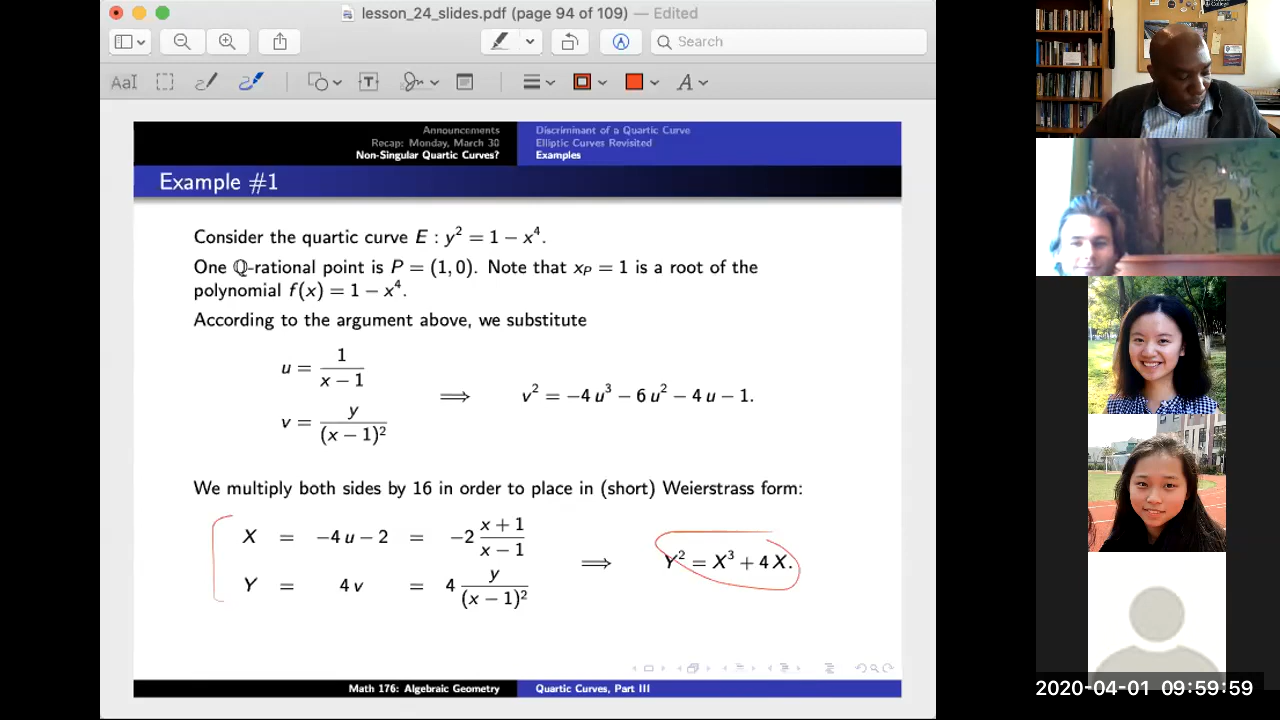 lesson_24_slides.pdf (page 94 of 109) — Edited
Search
AaI
T
A
Announcements
Recap: Monday, March 30
Non-Singular Quartic Curves?
Discriminant of a Quartic Curve
Elliptic Curves Revisited
Examples
Example #1
Consider the quartic curve E : y² = 1 − x⁴.
One ℚ-rational point is P = (1, 0). Note that x_P = 1 is a root of the
polynomial f(x) = 1 − x⁴.
According to the argument above, we substitute
u = 1 / (x − 1)
v = y / (x − 1)²
⟹ v² = −4 u³ − 6 u² − 4 u − 1.
We multiply both sides by 16 in order to place in (short) Weierstrass form:
X = −4 u − 2 = −2 (x + 1) / (x − 1)
Y = 4 v = 4 y / (x − 1)²
⟹ Y² = X³ + 4 X.
Math 176: Algebraic Geometry
Quartic Curves, Part III
2020-04-01 09:59:59